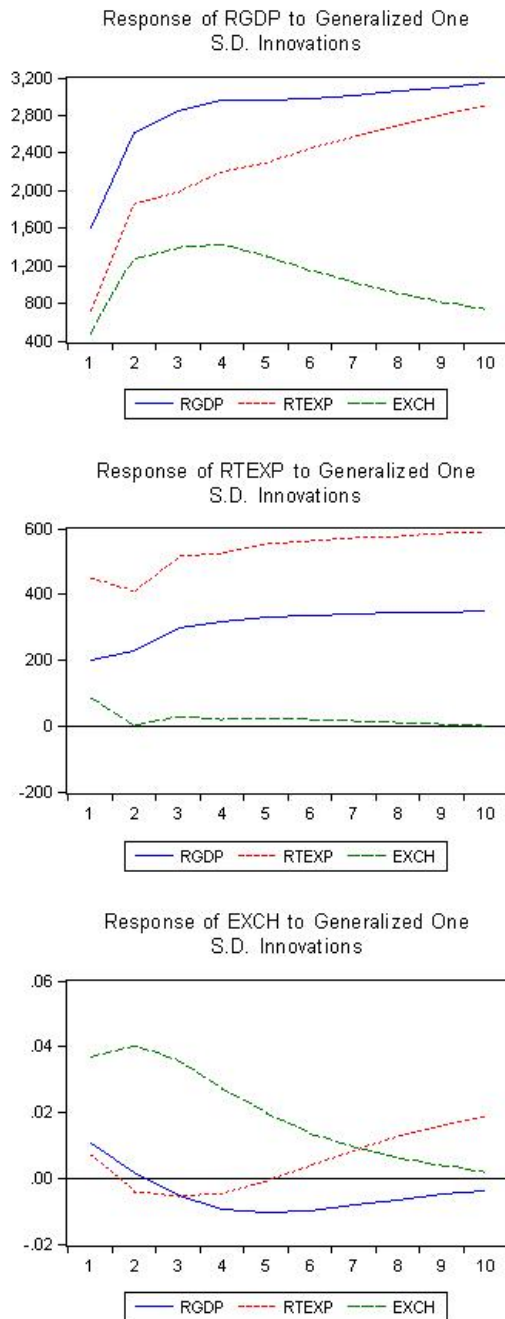 Response of RGDP to Generalized One
S.D. Innovations
3,200
2,800
2,400
2,000
1,600
1,200
800
400
1 2 3 4 5 6 7 8 9 10
RGDP RTEXP EXCH
Response of RTEXP to Generalized One
S.D. Innovations
600
400
200
0
-200
1 2 3 4 5 6 7 8 9 10
RGDP RTEXP EXCH
Response of EXCH to Generalized One
S.D. Innovations
.06
.04
.02
.00
-.02
1 2 3 4 5 6 7 8 9 10
RGDP RTEXP EXCH